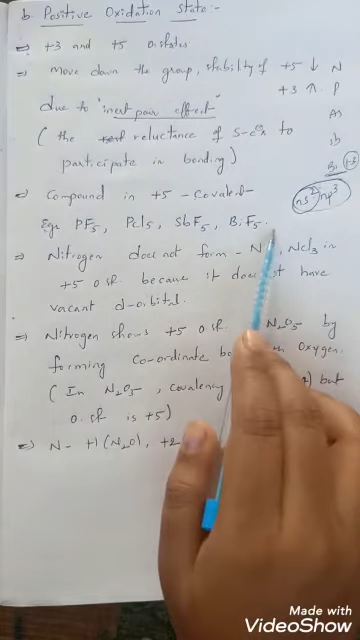 b. Positive Oxidation State :-
⇒ +3 and +5 o.states
⇒ Move down the group, stability of +5 ↓ N
+3 ↑ P
due to "inert pair effect" As
(the reluctance of s-e⁻s to Sb
participate in bonding) Bi +3
⇒ Compound in +5 - Covalent ns² np³
Eg: PF₅, PCl₅, SbF₅, BiF₅.
⇒ Nitrogen does not form - N , NCl₃ in
+5 o.st because it does have
vacant d-orbital.
⇒ Nitrogen shows +5 o.st N₂O₅ by
forming co-ordinate Oxygen.
(In N₂O₅, covalency but
o.st is +5)
⇒ N - +1 (N₂O), +2
Made with
VideoShow